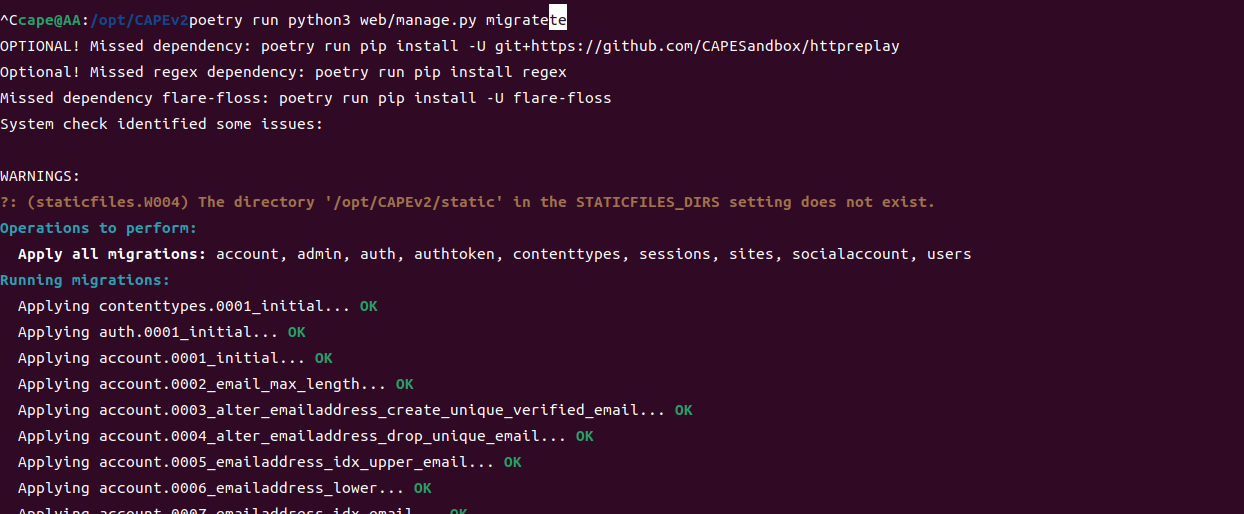 ^Ccape@AA:/opt/CAPEv2poetry run python3 web/manage.py migratete
OPTIONAL! Missed dependency: poetry run pip install -U git+https://github.com/CAPESandbox/httpreplay
Optional! Missed regex dependency: poetry run pip install regex
Missed dependency flare-floss: poetry run pip install -U flare-floss
System check identified some issues:
WARNINGS:
?: (staticfiles.W004) The directory '/opt/CAPEv2/static' in the STATICFILES_DIRS setting does not exist.
Operations to perform:
Apply all migrations: account, admin, auth, authtoken, contenttypes, sessions, sites, socialaccount, users
Running migrations:
Applying contenttypes.0001_initial... OK
Applying auth.0001_initial... OK
Applying account.0001_initial... OK
Applying account.0002_email_max_length... OK
Applying account.0003_alter_emailaddress_create_unique_verified_email... OK
Applying account.0004_alter_emailaddress_drop_unique_email... OK
Applying account.0005_emailaddress_idx_upper_email... OK
Applying account.0006_emailaddress_lower... OK
Applying account.0007_emailaddress_idx_email... OK